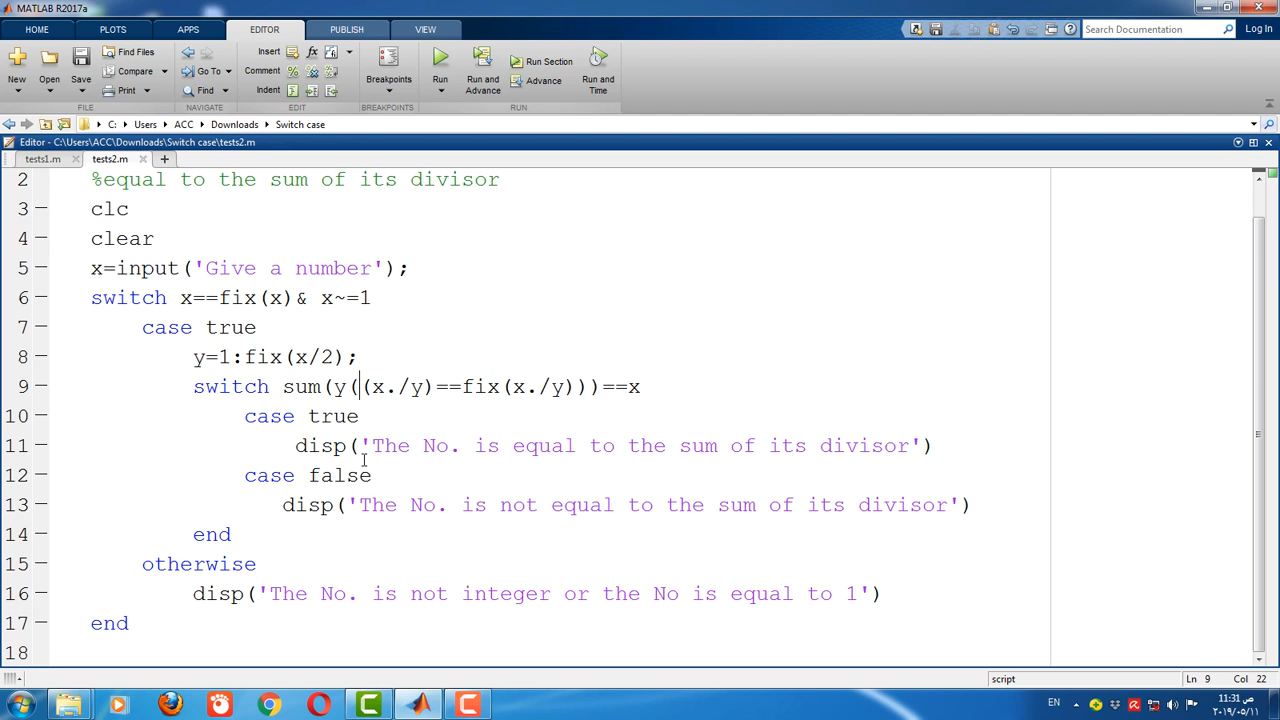 MATLAB R2017a
HOME PLOTS APPS EDITOR PUBLISH VIEW
Search Documentation Log In
New Open Save Find Files Compare Print
Go To Find
Insert Comment Indent
Breakpoints
Run Run and Advance Run Section Advance Run and Time
FILE NAVIGATE EDIT BREAKPOINTS RUN
C: Users ACC Downloads Switch case
Editor - C:\Users\ACC\Downloads\Switch case\tests2.m
tests1.m tests2.m
2 %equal to the sum of its divisor
3 clc
4 clear
5 x=input('Give a number');
6 switch x==fix(x)& x~=1
7 case true
8 y=1:fix(x/2);
9 switch sum(y((x./y)==fix(x./y)))==x
10 case true
11 disp('The No. is equal to the sum of its divisor')
12 case false
13 disp('The No. is not equal to the sum of its divisor')
14 end
15 otherwise
16 disp('The No. is not integer or the No is equal to 1')
17 end
18
script Ln 9 Col 22
EN 11:31 ص
٢٠١٩/٠٥/١١